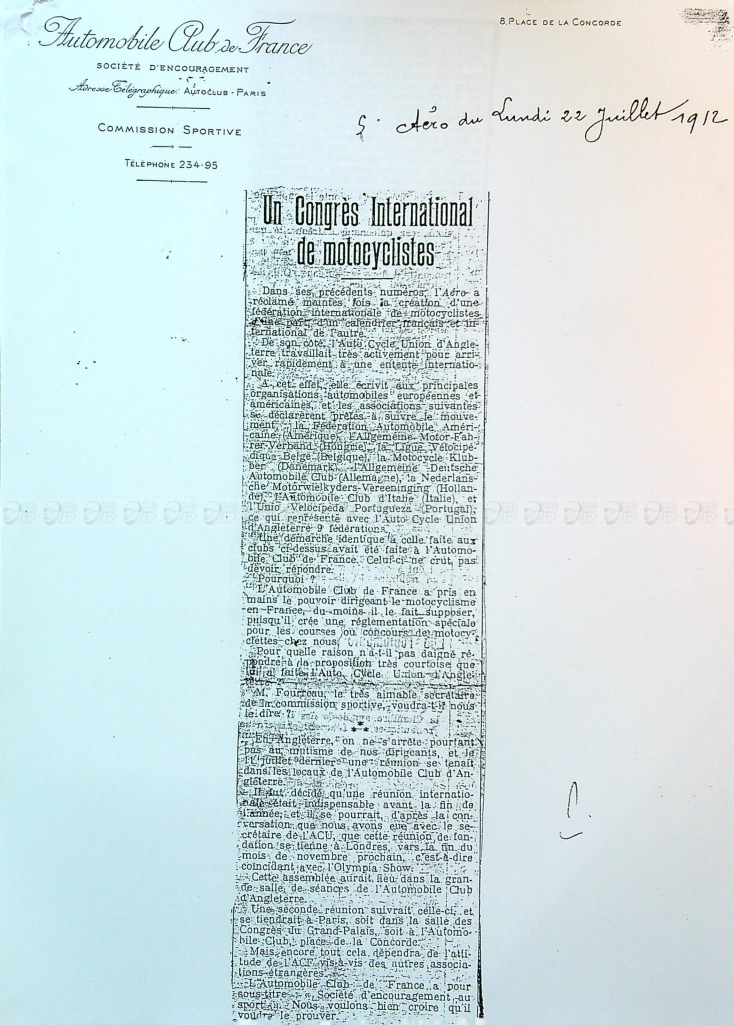 Automobile Club de France
SOCIÉTÉ D'ENCOURAGEMENT
Adresse Télégraphique: AUTOCLUB - PARIS
COMMISSION SPORTIVE
TÉLÉPHONE 234-95
8, PLACE DE LA CONCORDE
Aéro du Lundi 22 Juillet 1912
Un Congrès International
de motocyclistes
Dans ses précédents numéros, l'Aéro a
réclamé maintes fois la création d'une
fédération internationale de motocyclistes
d'une part, d'un calendrier français et in-
ternational de l'autre.
De son côté, l'Auto Cycle Union d'Angle-
terre travaillait très activement pour arri-
ver rapidement à une entente internatio-
nale.
A cet effet, elle écrivit aux principales
organisations automobiles européennes et
américaines, et les associations suivantes
se déclarèrent prêtes à suivre le mouve-
ment : la Fédération Automobile Améri-
caine (Amérique), l'Allgemeine Motor-Fah-
rer-Verband (Hongrie), la Ligue Vélocipé-
dique Belge (Belgique), la Motocycle Klub-
ber (Danemark), l'Allgemeine Deutsche
Automobile Club (Allemagne), la Nederlans-
che Motorwielkyders-Vereeninging (Hollan-
de), l'Automobile Club d'Italie (Italie), et
l'Unio Velocipeda Portugueza (Portugal),
ce qui représente avec l'Auto Cycle Union
d'Angleterre 9 fédérations.
Une démarche identique à celle faite aux
clubs ci-dessus avait été faite à l'Automo-
bile Club de France. Celui-ci ne crut pas
devoir répondre.
Pourquoi ?
L'Automobile Club de France a pris en
mains le pouvoir dirigeant le motocyclisme
en France, du moins il le fait supposer,
puisqu'il crée une réglementation spéciale
pour les courses ou concours de motocy-
clettes chez nous.
Pour quelle raison n'a-t-il pas daigné ré-
pondre à la proposition très courtoise que
lui a faite l'Auto Cycle Union d'Angle-
terre ?
M. Fourreau, le très aimable secrétaire
de la commission sportive, voudra-t-il nous
le dire ?
***
En Angleterre, on ne s'arrête pourtant
pas au mutisme de nos dirigeants, et le
11 juillet dernier une réunion se tenait
dans les locaux de l'Automobile Club d'An-
gleterre.
Il fut décidé qu'une réunion internatio-
nale était indispensable avant la fin de
l'année, et il se pourrait, d'après la con-
versation que nous avons eue avec le se-
crétaire de l'ACU, que cette réunion de fon-
dation se tienne à Londres, vars la fin du
mois de novembre prochain, c'est-à-dire
coïncidant avec l'Olympia Show.
Cette assemblée aurait lieu dans la gran-
de salle de séances de l'Automobile Club
d'Angleterre.
Une seconde réunion suivrait celle-ci, et
se tiendrait à Paris, soit dans la salle des
Congrès du Grand-Palais, soit à l'Automo-
bile Club, place de la Concorde.
Mais encore tout cela dépendra de l'atti-
tude de l'ACF vis-à-vis des autres associa-
tions étrangères.
L'Automobile Club de France a pour
sous-titre « Société d'encouragement au
sport ». Nous voulons bien croire qu'il
voudra le prouver.